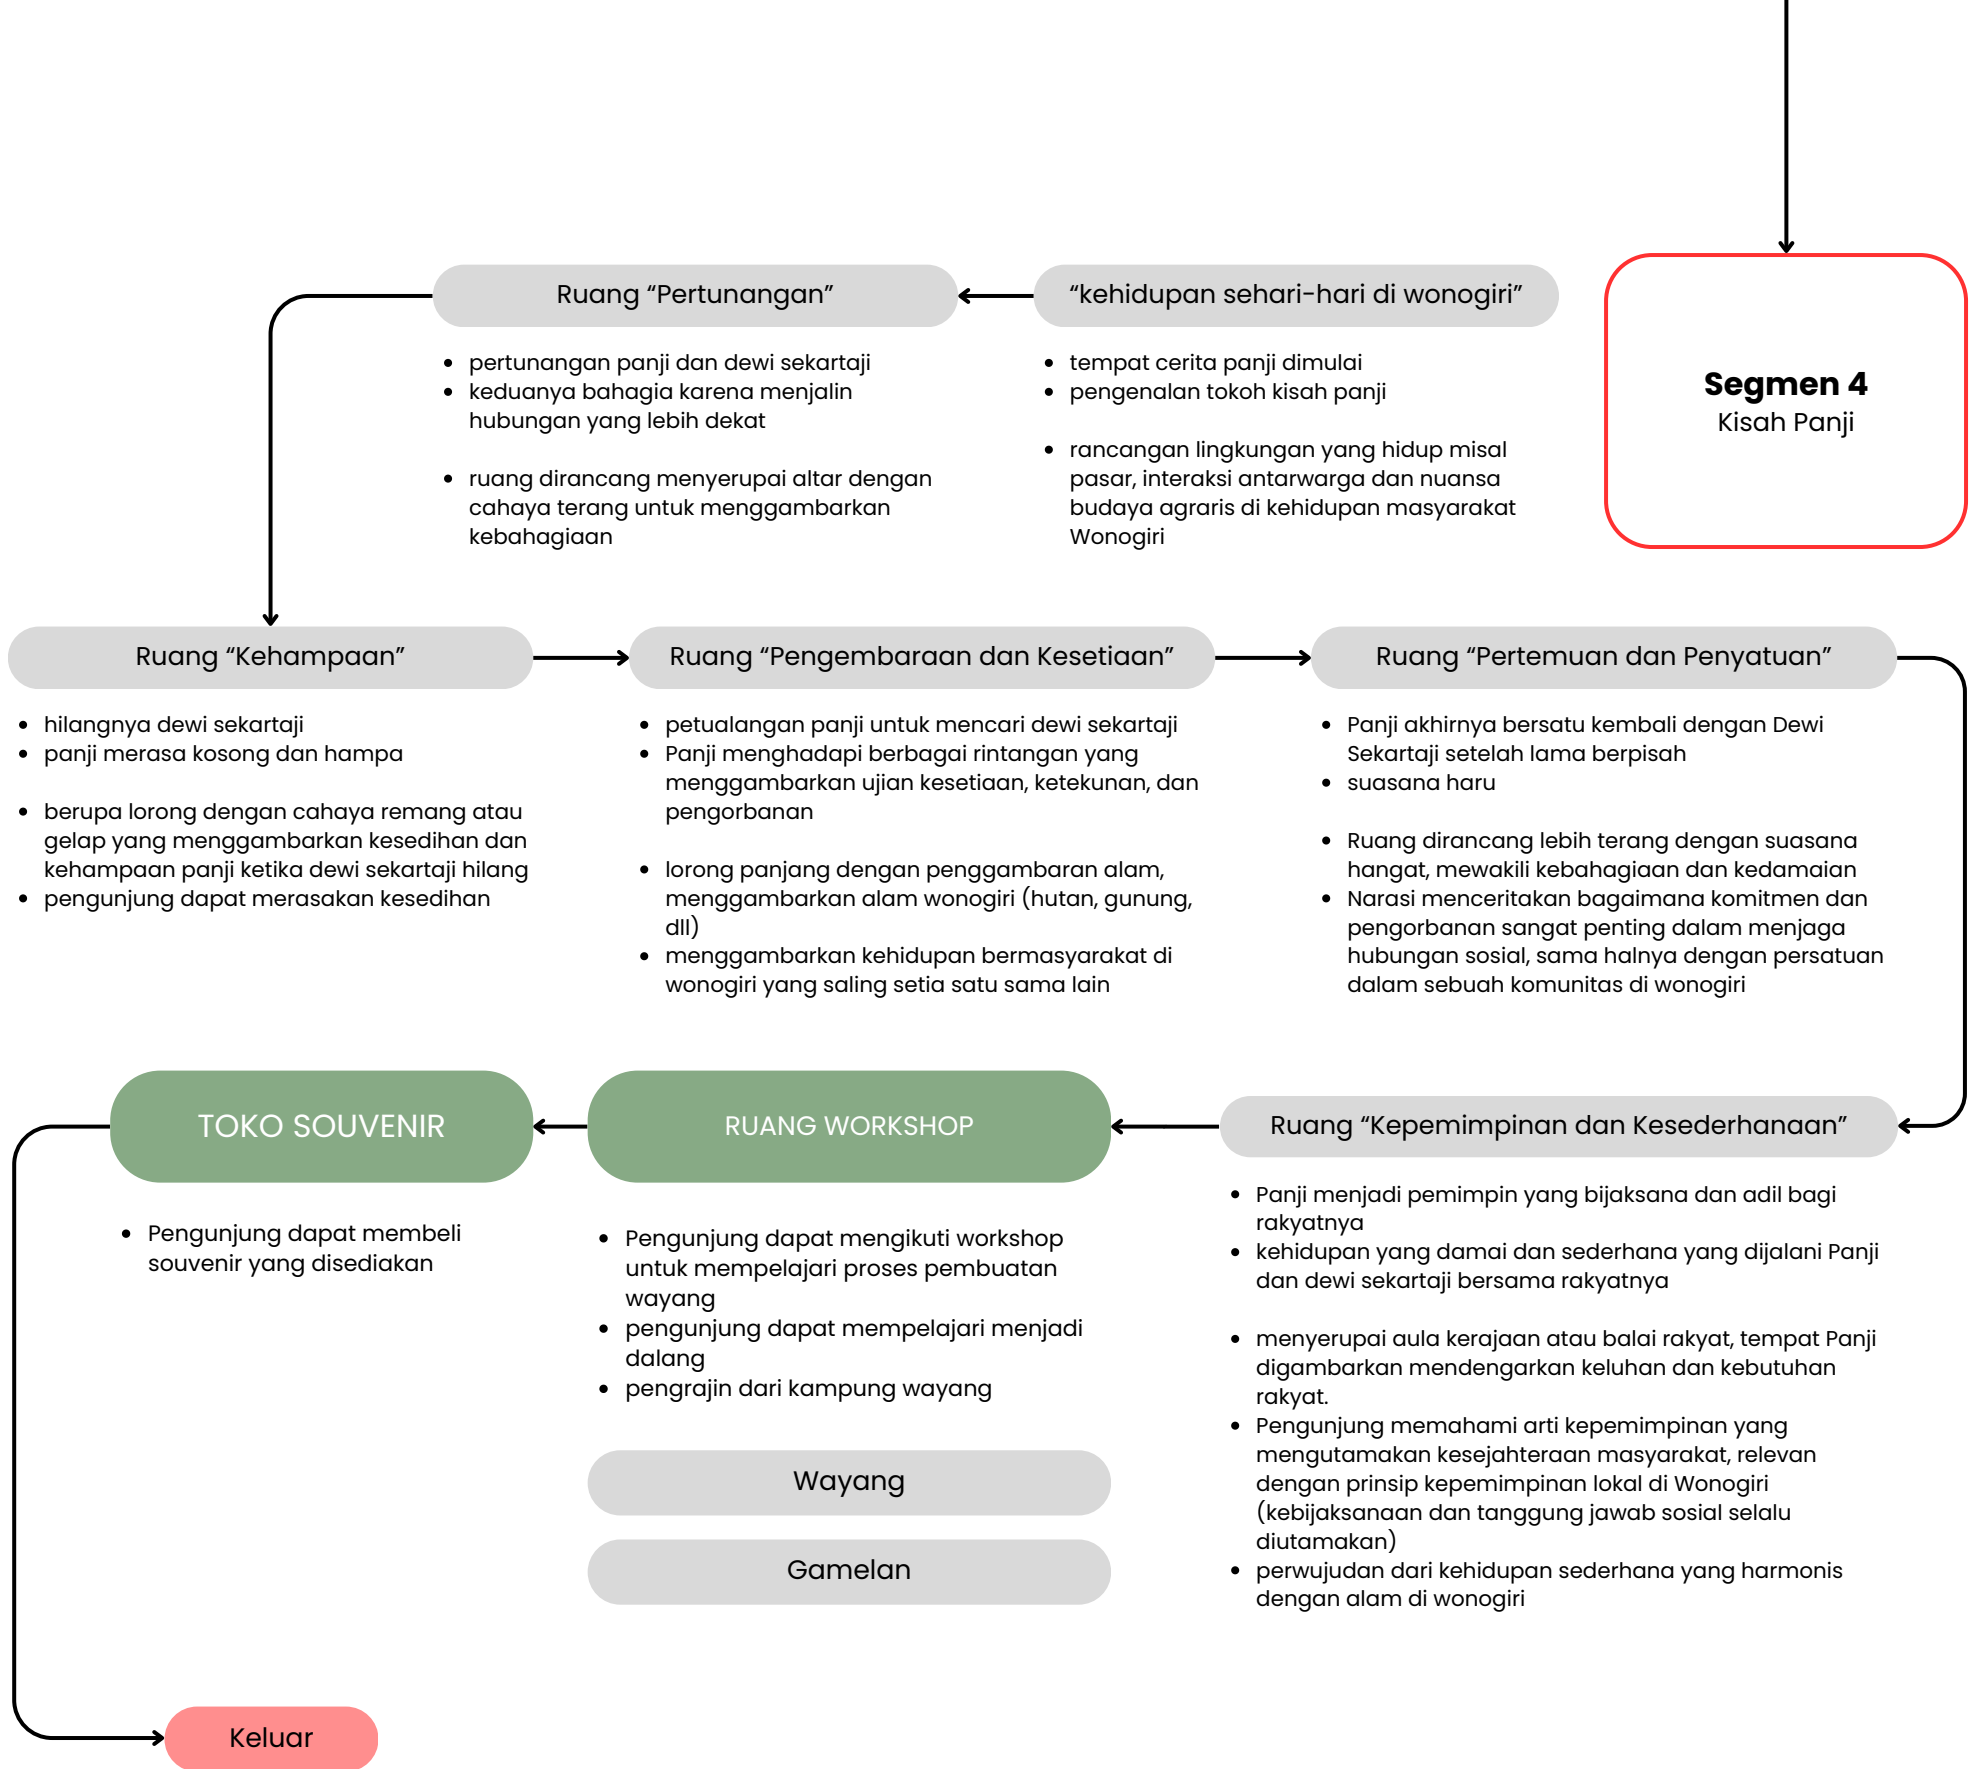 Segmen 4
Kisah Panji
“kehidupan sehari-hari di wonogiri”
• tempat cerita panji dimulai
• pengenalan tokoh kisah panji
• rancangan lingkungan yang hidup misal
pasar, interaksi antarwarga dan nuansa
budaya agraris di kehidupan masyarakat
Wonogiri
Ruang “Pertunangan”
• pertunangan panji dan dewi sekartaji
• keduanya bahagia karena menjalin
hubungan yang lebih dekat
• ruang dirancang menyerupai altar dengan
cahaya terang untuk menggambarkan
kebahagiaan
Ruang “Kehampaan”
• hilangnya dewi sekartaji
• panji merasa kosong dan hampa
• berupa lorong dengan cahaya remang atau
gelap yang menggambarkan kesedihan dan
kehampaan panji ketika dewi sekartaji hilang
• pengunjung dapat merasakan kesedihan
Ruang “Pengembaraan dan Kesetiaan”
• petualangan panji untuk mencari dewi sekartaji
• Panji menghadapi berbagai rintangan yang
menggambarkan ujian kesetiaan, ketekunan, dan
pengorbanan
• lorong panjang dengan penggambaran alam,
menggambarkan alam wonogiri (hutan, gunung,
dll)
• menggambarkan kehidupan bermasyarakat di
wonogiri yang saling setia satu sama lain
Ruang “Pertemuan dan Penyatuan”
• Panji akhirnya bersatu kembali dengan Dewi
Sekartaji setelah lama berpisah
• suasana haru
• Ruang dirancang lebih terang dengan suasana
hangat, mewakili kebahagiaan dan kedamaian
• Narasi menceritakan bagaimana komitmen dan
pengorbanan sangat penting dalam menjaga
hubungan sosial, sama halnya dengan persatuan
dalam sebuah komunitas di wonogiri
Ruang “Kepemimpinan dan Kesederhanaan”
• Panji menjadi pemimpin yang bijaksana dan adil bagi
rakyatnya
• kehidupan yang damai dan sederhana yang dijalani Panji
dan dewi sekartaji bersama rakyatnya
• menyerupai aula kerajaan atau balai rakyat, tempat Panji
digambarkan mendengarkan keluhan dan kebutuhan
rakyat.
• Pengunjung memahami arti kepemimpinan yang
mengutamakan kesejahteraan masyarakat, relevan
dengan prinsip kepemimpinan lokal di Wonogiri
(kebijaksanaan dan tanggung jawab sosial selalu
diutamakan)
• perwujudan dari kehidupan sederhana yang harmonis
dengan alam di wonogiri
RUANG WORKSHOP
• Pengunjung dapat mengikuti workshop
untuk mempelajari proses pembuatan
wayang
• pengunjung dapat mempelajari menjadi
dalang
• pengrajin dari kampung wayang
Wayang
Gamelan
TOKO SOUVENIR
• Pengunjung dapat membeli
souvenir yang disediakan
Keluar